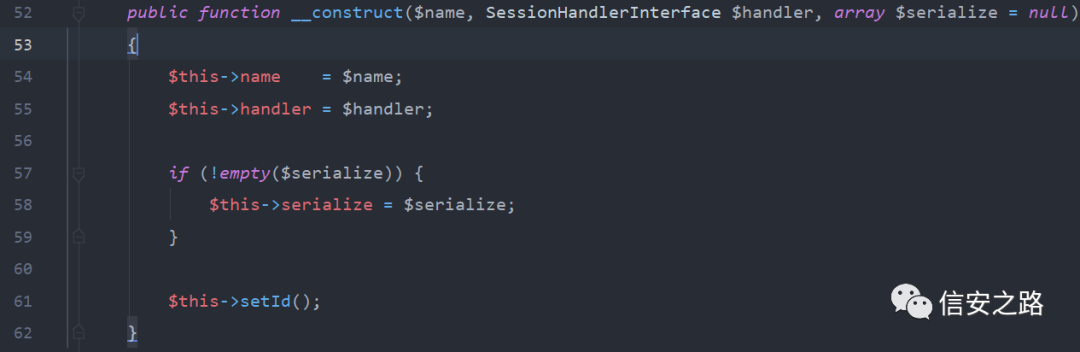 52 public function __construct($name, SessionHandlerInterface $handler, array $serialize = null)
53 {
54 $this->name    = $name;
55 $this->handler = $handler;
56
57 if (!empty($serialize)) {
58 $this->serialize = $serialize;
59 }
60
61 $this->setId();
62 }
信安之路